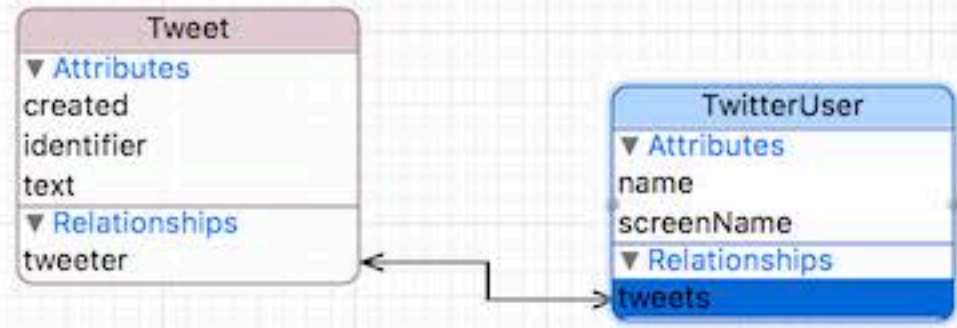 Tweet
▼ Attributes
created
identifier
text
▼ Relationships
tweeter
TwitterUser
▼ Attributes
name
screenName
▼ Relationships
tweets